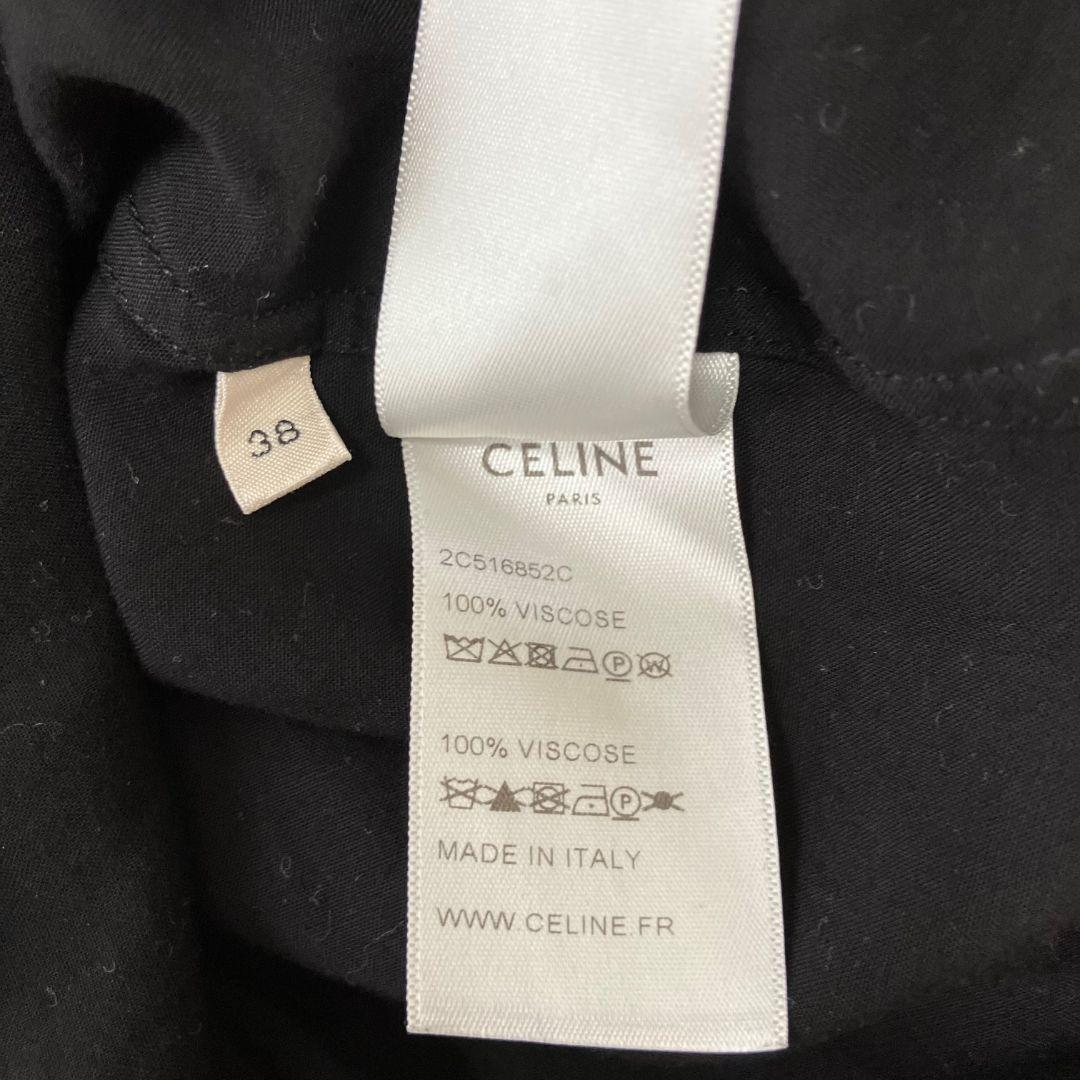 38
CELINE
PARIS
2C516852C
100% VISCOSE
P W
100% VISCOSE
P
MADE IN ITALY
WWW.CELINE.FR